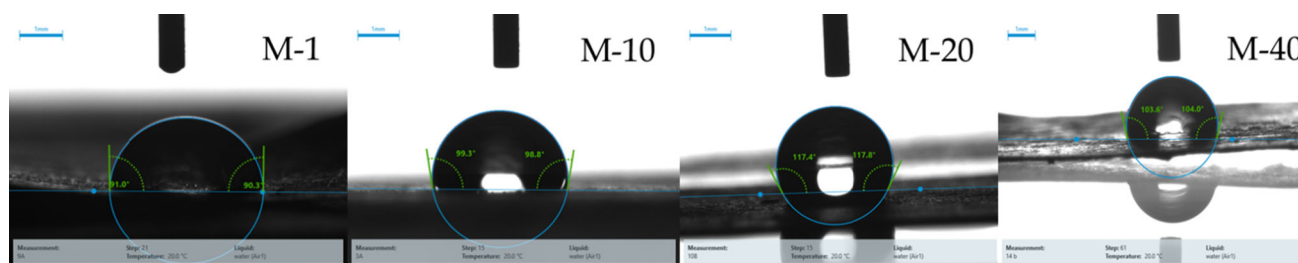 1mm
M-1
91.0°
90.3°
Measurement: Step: 21 Liquid:
Temperature: 20.0 °C water (Air1)
1mm
M-10
99.3°
98.8°
Measurement: Step: 15 Liquid:
3A Temperature: 20.0 °C water (Air1)
1mm
M-20
117.4°
117.8°
Measurement: Step: 15 Liquid:
10B Temperature: 20.0 °C water (Air1)
1mm
M-40
103.6°
104.0°
Measurement: Step: 61 Liquid:
14 b Temperature: 20.0 °C water (Air1)